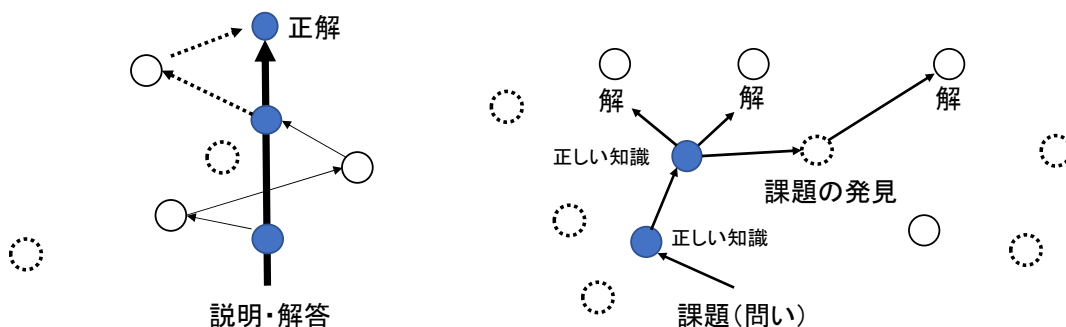 正解
説明・解答
解
解
解
正しい知識
課題の発見
正しい知識
課題(問い)